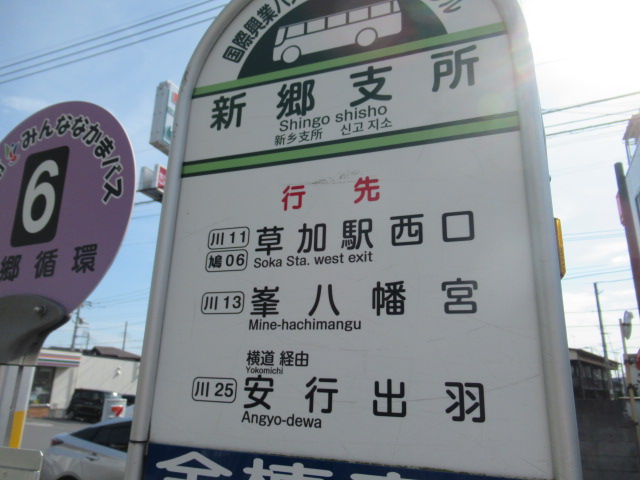 国際興業バス
新郷支所
Shingo shisho
新乡支所 신고 지소
行先
川11 草加駅西口
鳩06 Soka Sta. west exit
川13 峯八幡宮
Mine-hachimangu
横道 経由
Yokomichi
川25 安行出羽
Angyo-dewa
みんななかまバス
6
郷循環